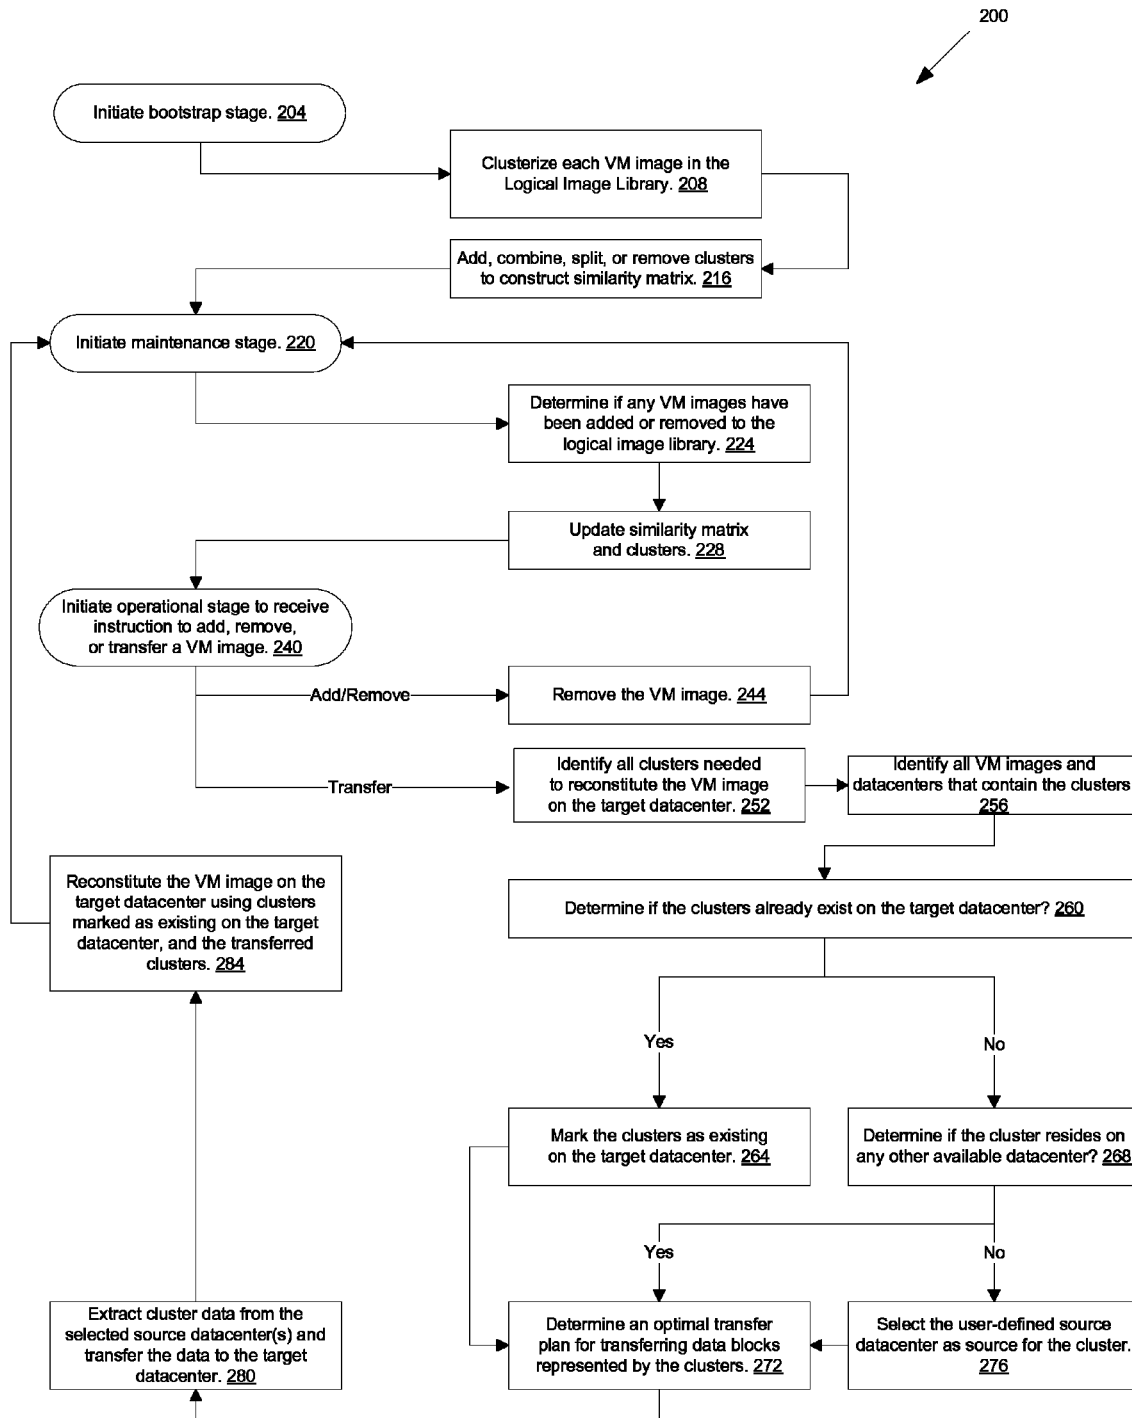 200
Initiate bootstrap stage. 204
Clusterize each VM image in the
Logical Image Library. 208
Add, combine, split, or remove clusters
to construct similarity matrix. 216
Initiate maintenance stage. 220
Determine if any VM images have
been added or removed to the
logical image library. 224
Update similarity matrix
and clusters. 228
Initiate operational stage to receive
instruction to add, remove,
or transfer a VM image. 240
Add/Remove
Remove the VM image. 244
Transfer
Identify all clusters needed
to reconstitute the VM image
on the target datacenter. 252
Identify all VM images and
datacenters that contain the clusters.
256
Reconstitute the VM image on the
target datacenter using clusters
marked as existing on the target
datacenter, and the transferred
clusters. 284
Determine if the clusters already exist on the target datacenter? 260
Yes
No
Mark the clusters as existing
on the target datacenter. 264
Determine if the cluster resides on
any other available datacenter? 268
Yes
No
Extract cluster data from the
selected source datacenter(s) and
transfer the data to the target
datacenter. 280
Determine an optimal transfer
plan for transferring data blocks
represented by the clusters. 272
Select the user-defined source
datacenter as source for the cluster.
276